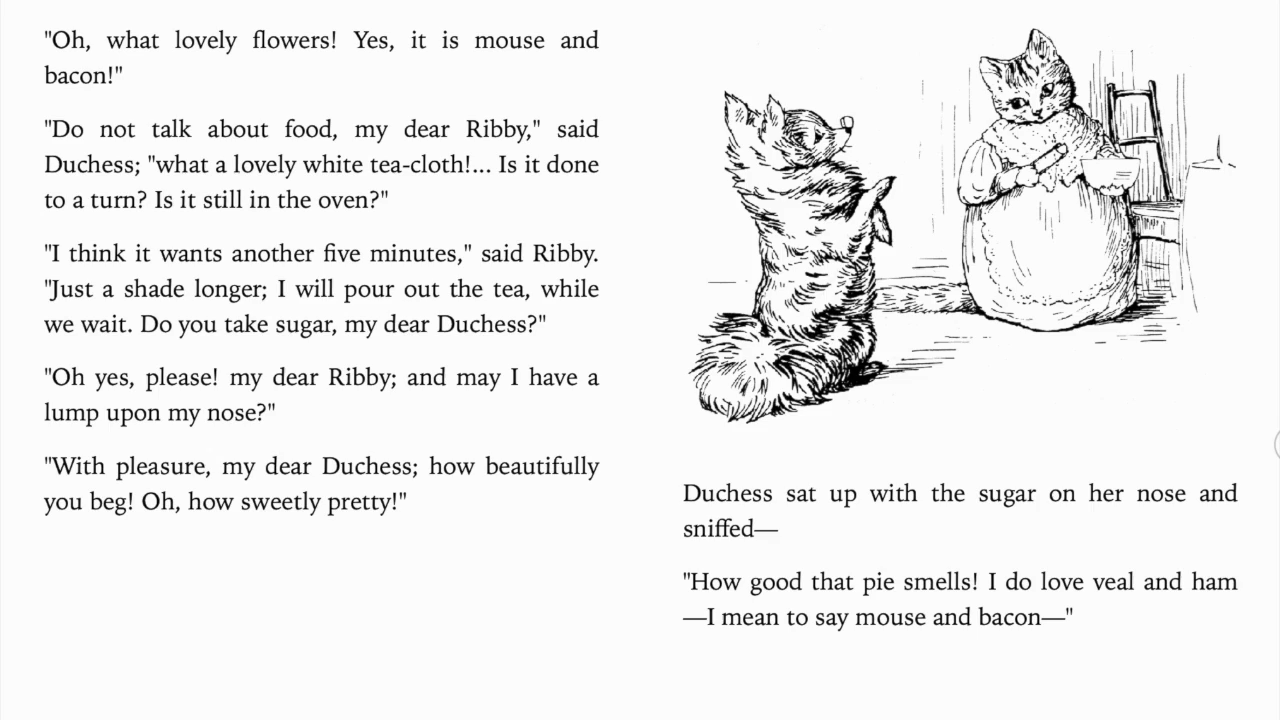 "Oh, what lovely flowers! Yes, it is mouse and
bacon!"
"Do not talk about food, my dear Ribby," said
Duchess; "what a lovely white tea-cloth!... Is it done
to a turn? Is it still in the oven?"
"I think it wants another five minutes," said Ribby.
"Just a shade longer; I will pour out the tea, while
we wait. Do you take sugar, my dear Duchess?"
"Oh yes, please! my dear Ribby; and may I have a
lump upon my nose?"
"With pleasure, my dear Duchess; how beautifully
you beg! Oh, how sweetly pretty!"
Duchess sat up with the sugar on her nose and
sniffed—
"How good that pie smells! I do love veal and ham
—I mean to say mouse and bacon—"